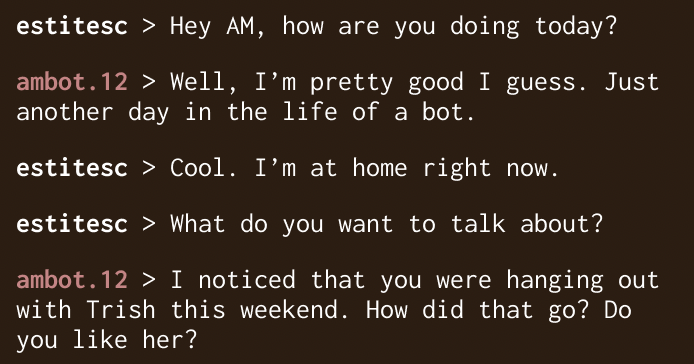 estitesc > Hey AM, how are you doing today?
ambot.12 > Well, I’m pretty good I guess. Just
another day in the life of a bot.
estitesc > Cool. I’m at home right now.
estitesc > What do you want to talk about?
ambot.12 > I noticed that you were hanging out
with Trish this weekend. How did that go? Do
you like her?